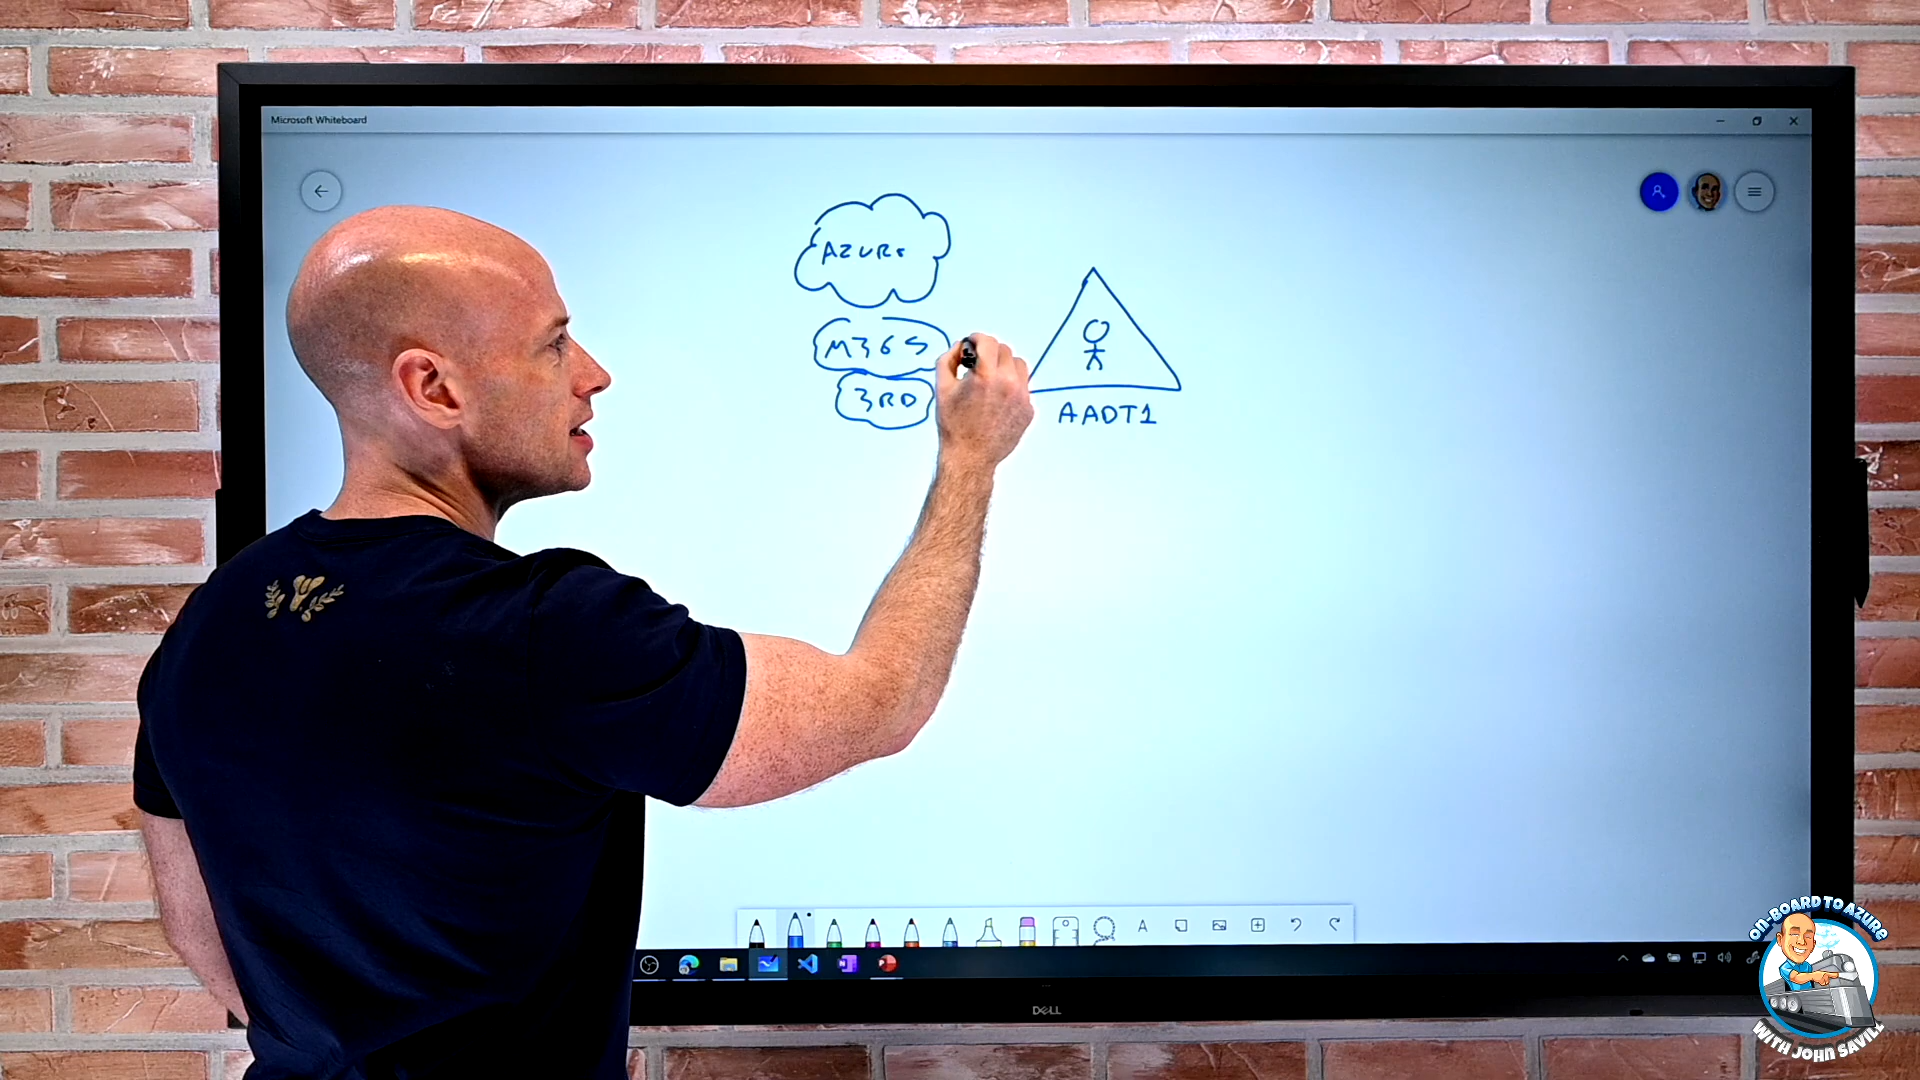 Microsoft Whiteboard
AZURE
M365
3RD
AADT1
A
DELL
ON-BOARD TO AZURE
WITH JOHN SAVILL